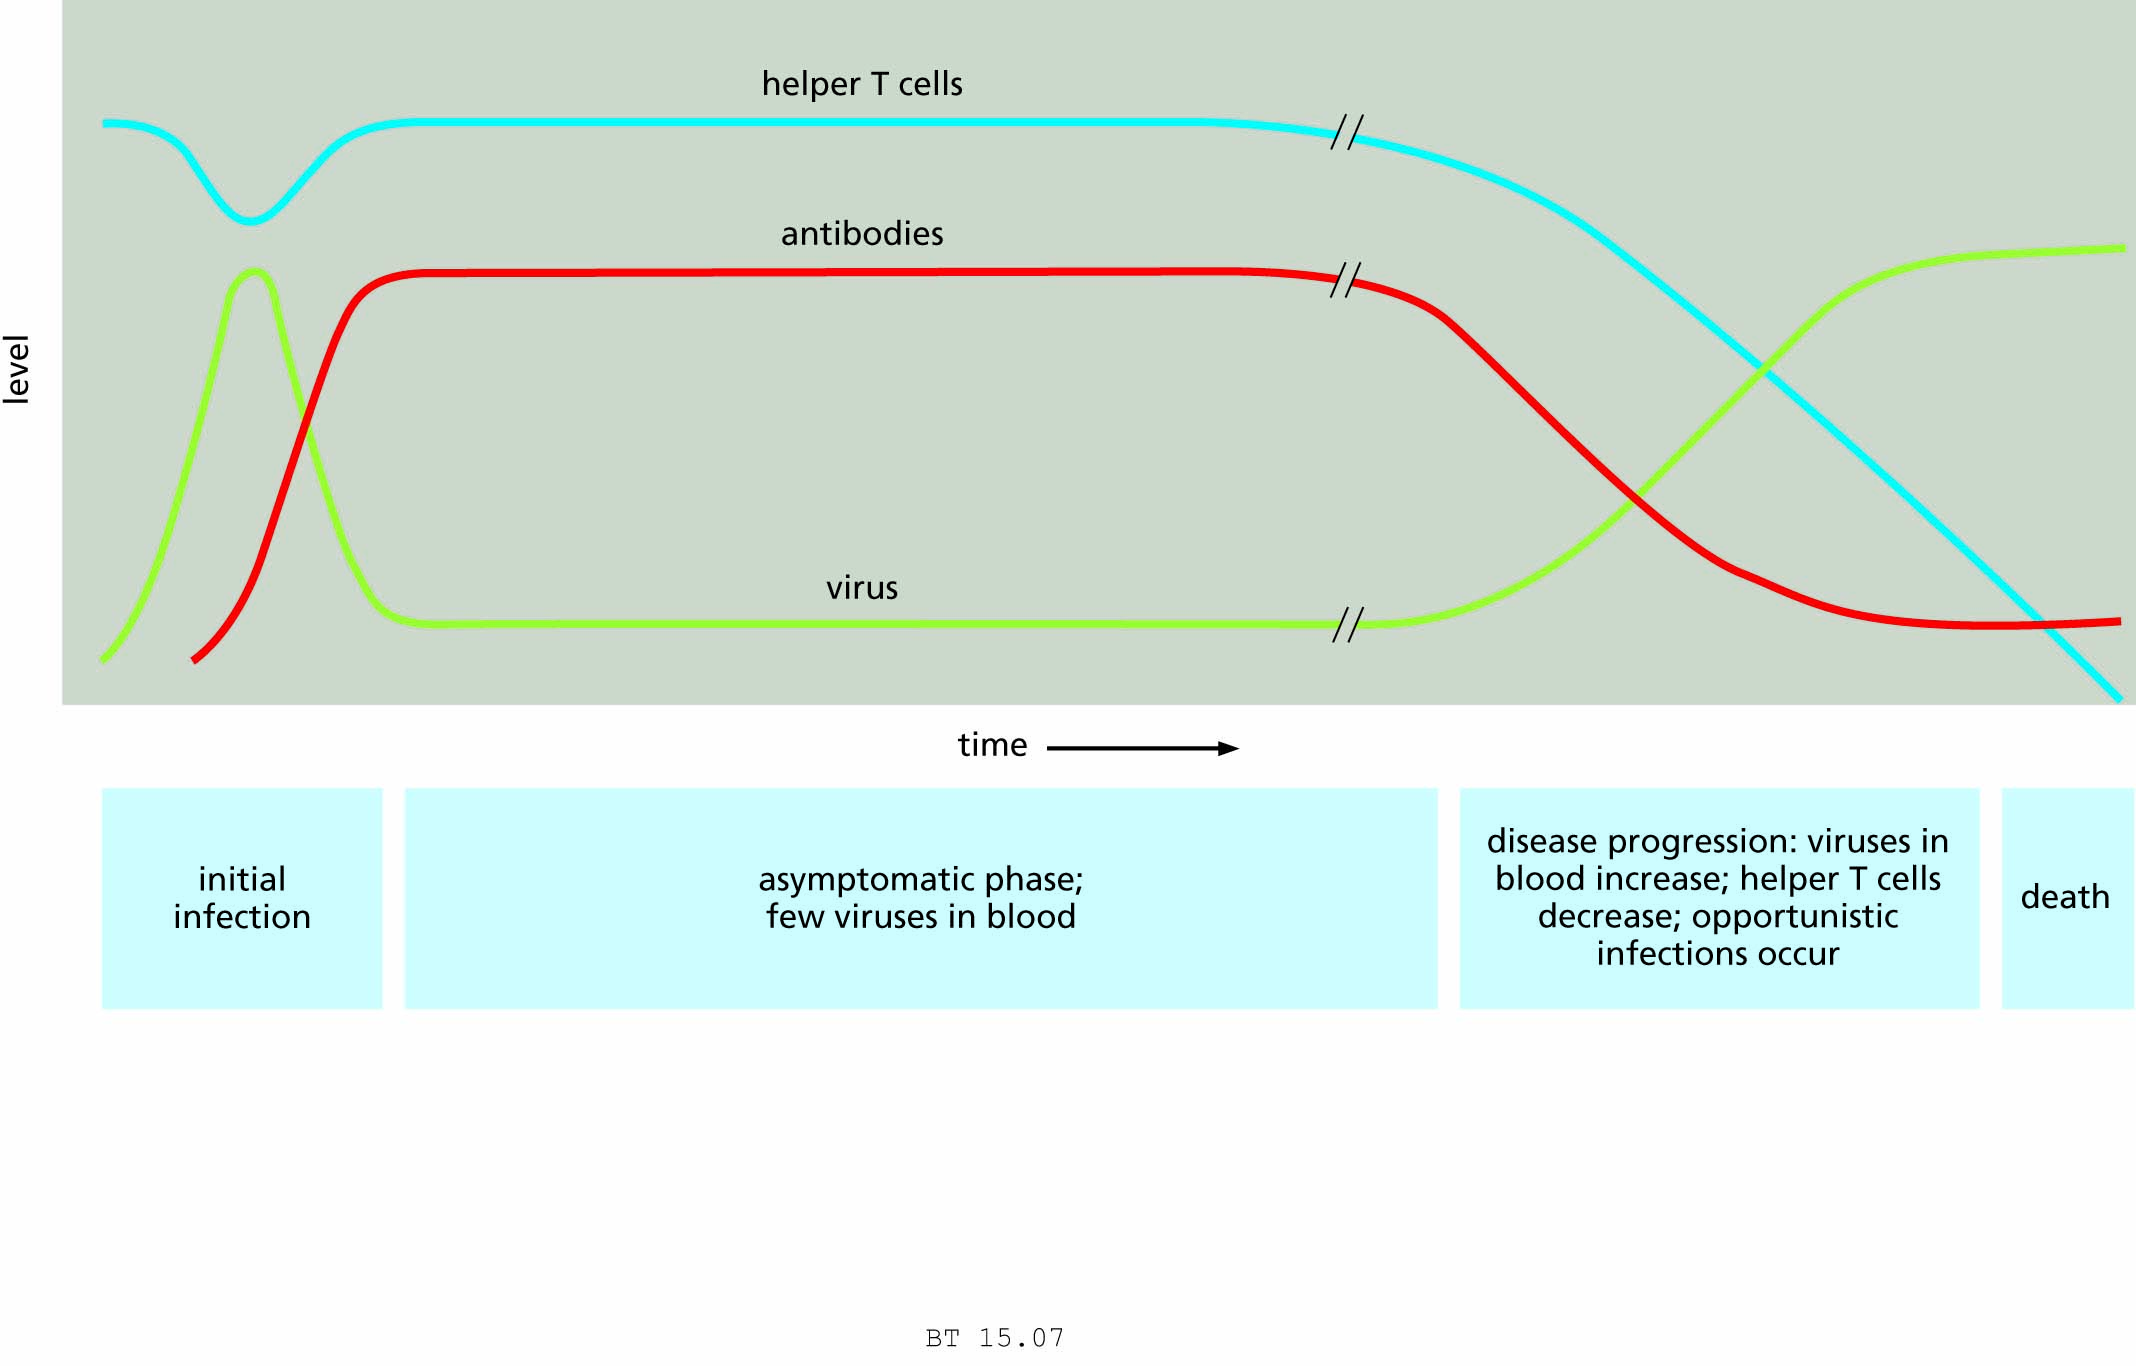 helper T cells
antibodies
level
virus
time
initial
infection
asymptomatic phase;
few viruses in blood
disease progression: viruses in
blood increase; helper T cells
decrease; opportunistic
infections occur
death
BT 15.07